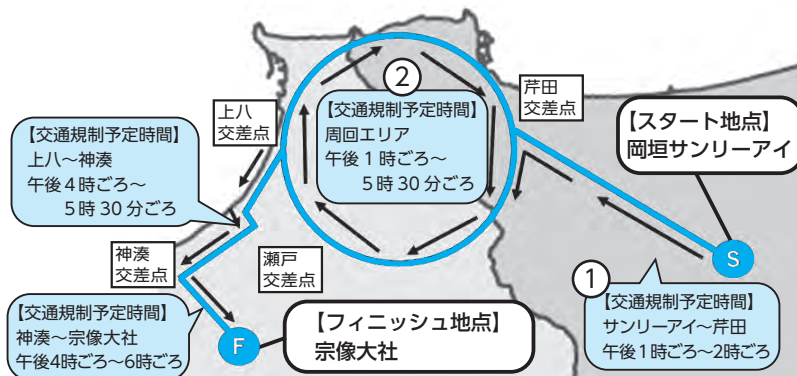 ②
【交通規制予定時間】
周回エリア
午後1時ごろ~
5時30分ごろ
芹田
交差点
【スタート地点】
岡垣サンリーアイ
上八
交差点
【交通規制予定時間】
上八~神湊
午後4時ごろ~
5時30分ごろ
神湊
交差点
瀬戸
交差点
S
①
【交通規制予定時間】
サンリーアイ~芹田
午後1時ごろ~2時ごろ
【交通規制予定時間】
神湊~宗像大社
午後4時ごろ~6時ごろ
F
【フィニッシュ地点】
宗像大社